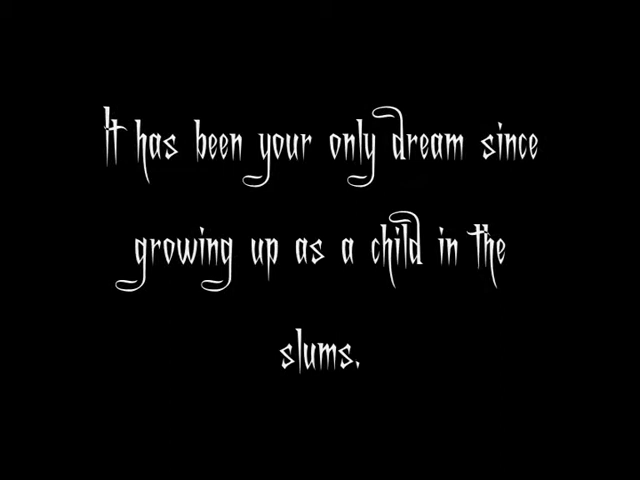 It has been your only dream since
growing up as a child in the
slums.